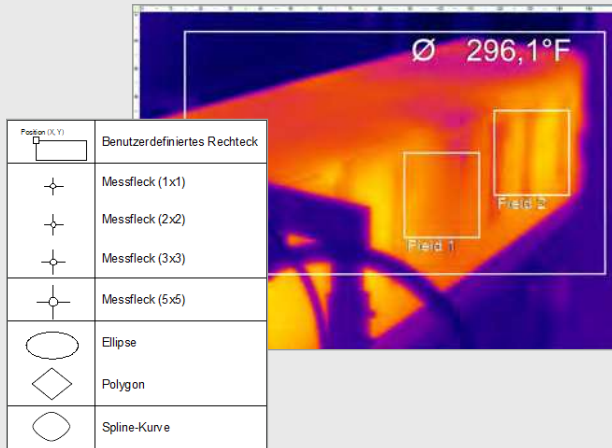 Ø 296,1°F
Field 2
Field 1
Position (X, Y)
Benutzerdefiniertes Rechteck
Messfleck (1x1)
Messfleck (2x2)
Messfleck (3x3)
Messfleck (5x5)
Ellipse
Polygon
Spline-Kurve